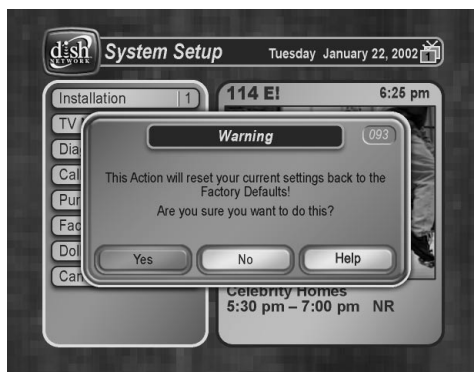 dish
NETWORK
System Setup
Tuesday January 22, 2002
1
Installation 1
114 E!
6:25 pm
TV
Dia
Cal
Pur
Fac
Dol
Can
Warning
093
This Action will reset your current settings back to the
Factory Defaults!
Are you sure you want to do this?
Yes
No
Help
Celebrity Homes
5:30 pm – 7:00 pm NR